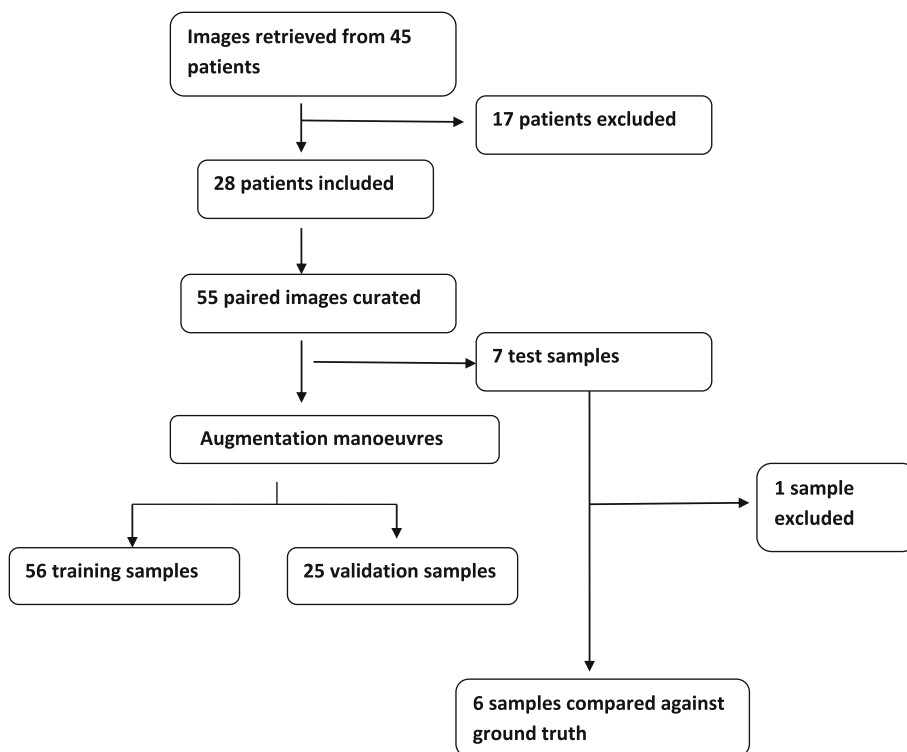 Images retrieved from 45
patients
17 patients excluded
28 patients included
55 paired images curated
7 test samples
Augmentation manoeuvres
1 sample
excluded
56 training samples
25 validation samples
6 samples compared against
ground truth